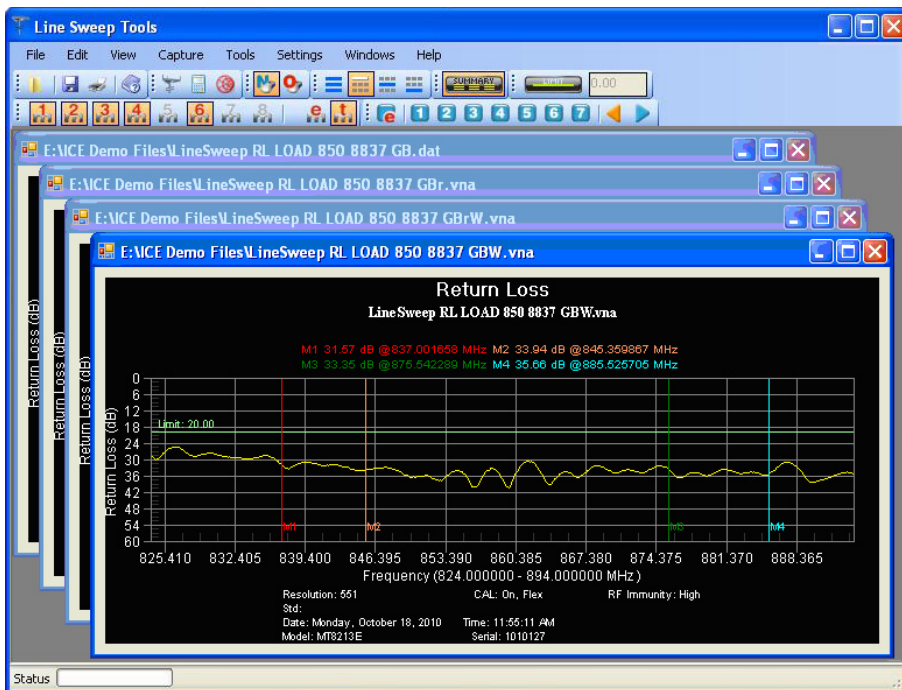 Line Sweep Tools
File Edit View Capture Tools Settings Windows Help
SUMMARY LIMIT 0.00
1 2 3 4 5 6 7 8 e t e 1 2 3 4 5 6 7
E:\ICE Demo Files\LineSweep RL LOAD 850 8837 GB.dat
E:\ICE Demo Files\LineSweep RL LOAD 850 8837 GBr.vna
E:\ICE Demo Files\LineSweep RL LOAD 850 8837 GBrW.vna
E:\ICE Demo Files\LineSweep RL LOAD 850 8837 GBW.vna
Return Loss (dB)
Return Loss (dB)
Return Loss (dB)
Return Loss
LineSweep RL LOAD 850 8837 GBW.vna
M1 31.57 dB @837.001658 MHz M2 33.94 dB @845.359867 MHz
M3 33.35 dB @875.542289 MHz M4 35.66 dB @885.525705 MHz
Return Loss (dB)
0
6
12
18
24
30
36
42
48
54
60
Limit: 20.00
M1 M2 M3 M4
825.410 832.405 839.400 846.395 853.390 860.385 867.380 874.375 881.370 888.365
Frequency (824.000000 - 894.000000 MHz )
Resolution: 551 CAL: On, Flex RF Immunity: High
Std:
Date: Monday, October 18, 2010 Time: 11:55:11 AM
Model: MT8213E Serial: 1010127
Status